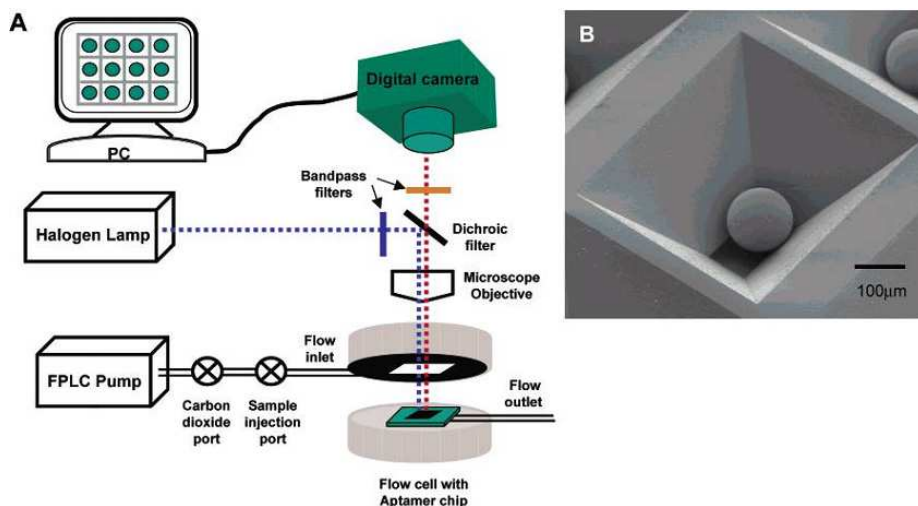 A
Digital camera
PC
Bandpass
filters
Halogen Lamp
Dichroic
filter
Microscope
Objective
Flow
inlet
FPLC Pump
Carbon
dioxide
port
Sample
injection
port
Flow
outlet
Flow cell with
Aptamer chip
B
100μm